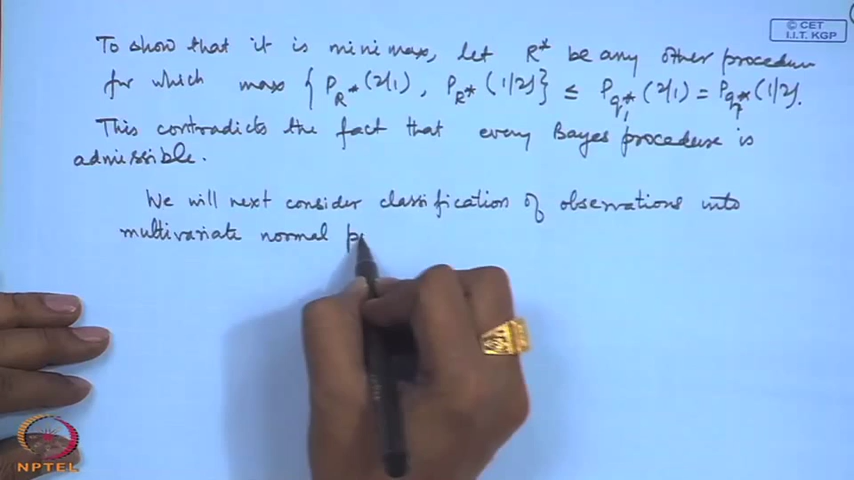 © CET
I.I.T. KGP
To show that it is minimax, let R* be any other procedure
for which max { P_R*(2/1), P_R*(1/2) } ≤ P_q₁*(2/1) = P_q₁*(1/2).
This contradicts the fact that every Bayes procedure is
admissible.
We will next consider classification of observations into
multivariate normal p
NPTEL